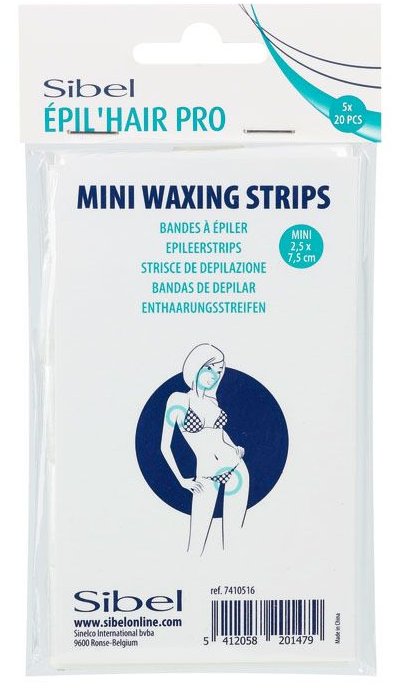 Sibel
ÉPIL'HAIR PRO
5x
20 PCS
MINI WAXING STRIPS
BANDES À ÉPILER
EPILEERSTRIPS
STRISCE DE DEPILAZIONE
BANDAS DE DEPILAR
ENTHAARUNGSSTREIFEN
MINI
2,5 x
7,5 cm
ref. 7410516
Sibel
www.sibelonline.com
Sinelco International bvba
9600 Ronse-Belgium
5 412058 201479
Made in China